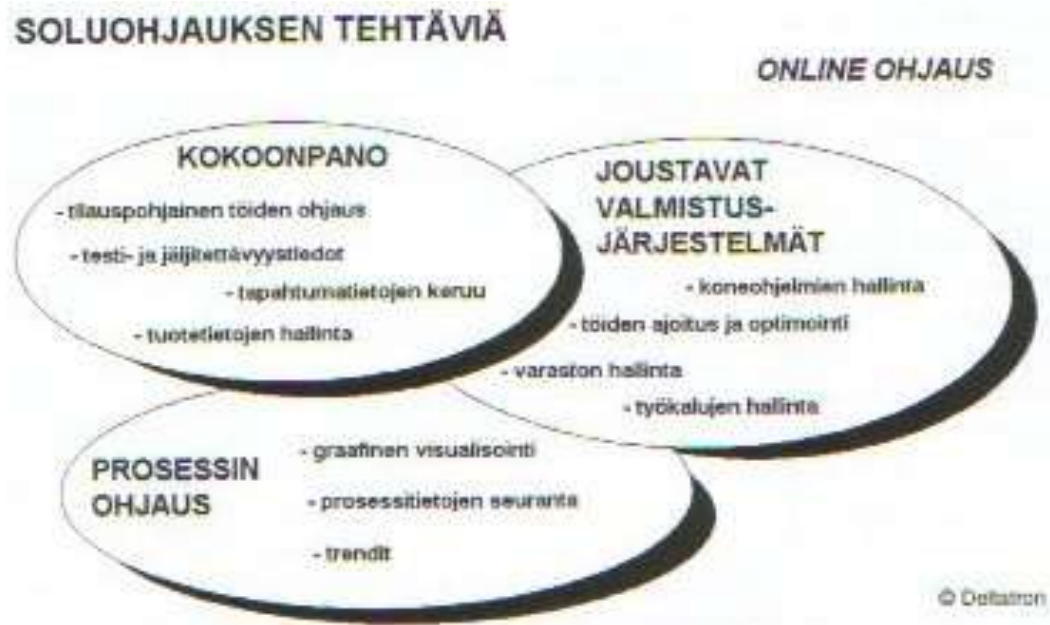 SOLUOHJAUKSEN TEHTÄVIÄ
ONLINE OHJAUS
KOKOONPANO
- tilauspohjainen töiden ohjaus
- testi- ja jäljitettävyystiedot
- tapahtumatietojen keruu
- tuotetietojen hallinta
JOUSTAVAT
VALMISTUS-
JÄRJESTELMÄT
- koneohjelmien hallinta
- töiden ajoitus ja optimointi
- varaston hallinta
- työkalujen hallinta
PROSESSIN
OHJAUS
- graafinen visualisointi
- prosessitietojen seuranta
- trendit
© Deltatron